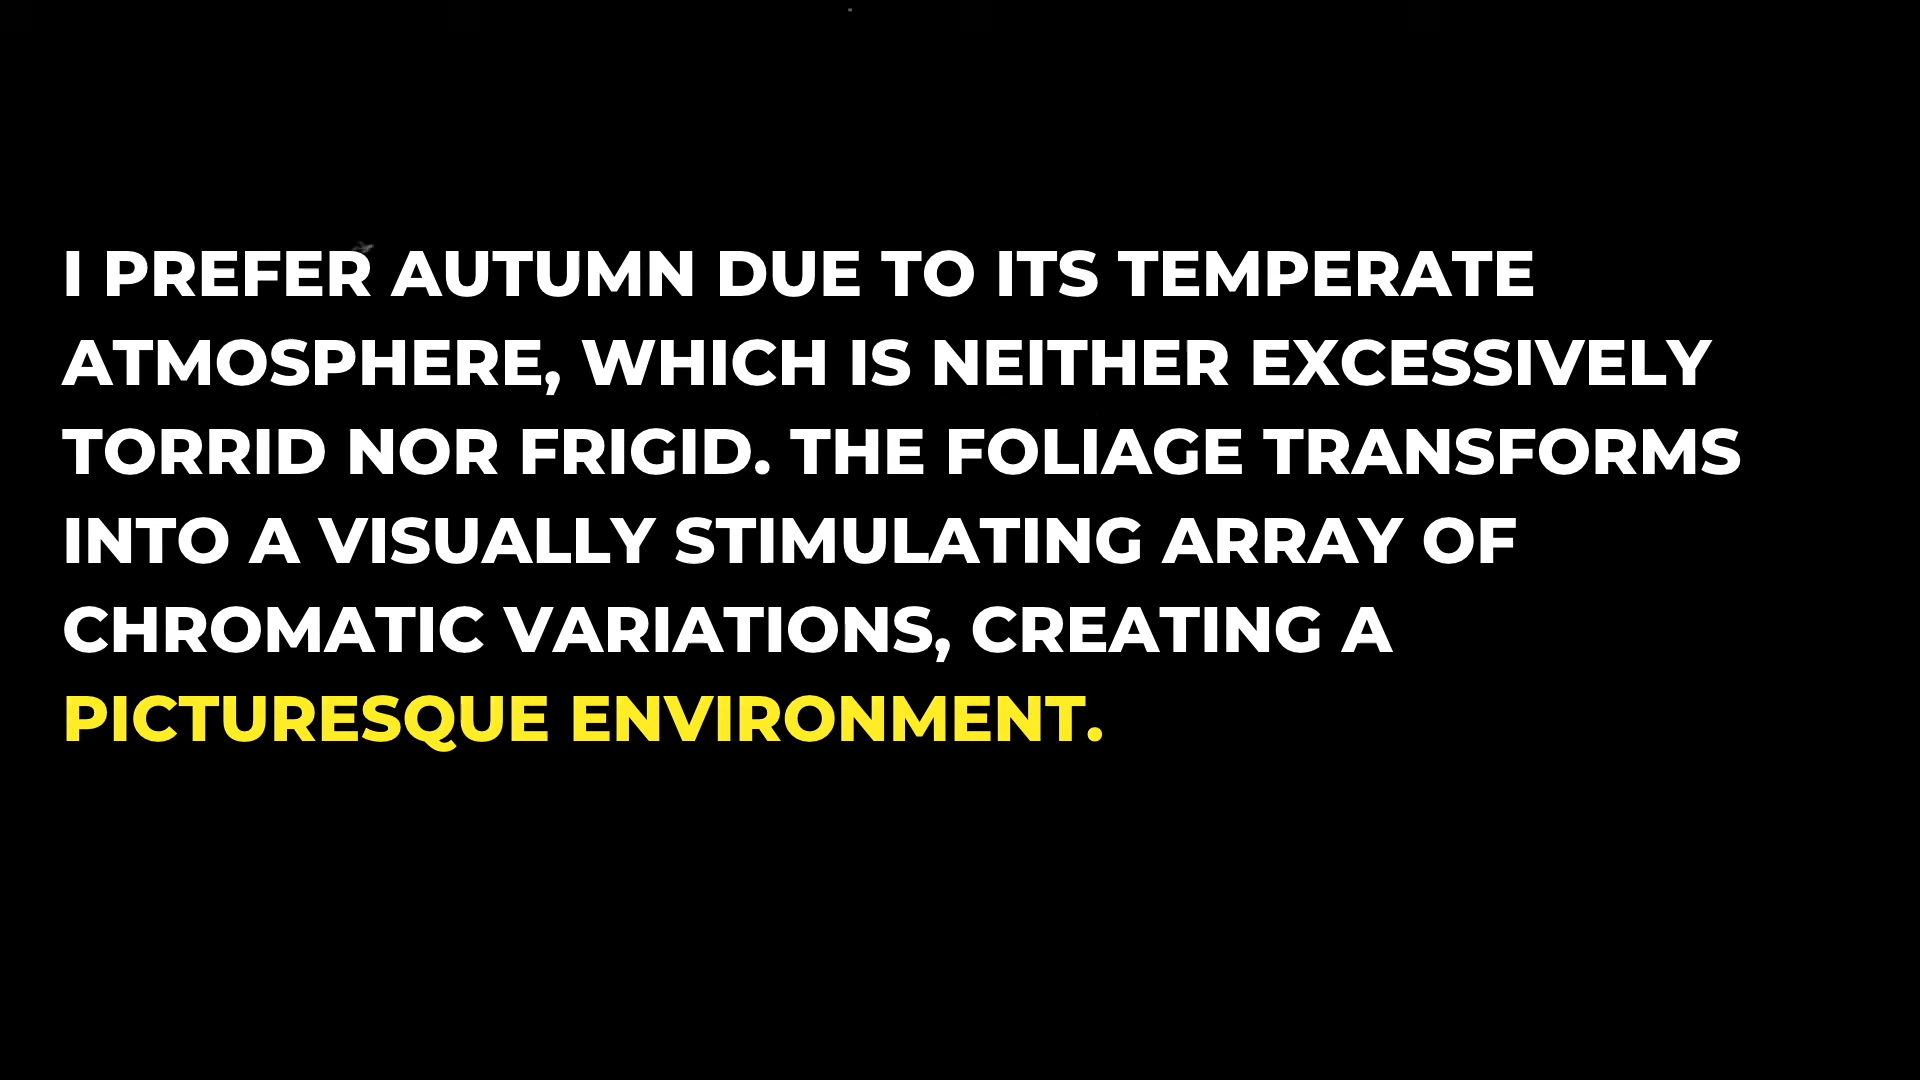 I PREFER AUTUMN DUE TO ITS TEMPERATE
ATMOSPHERE, WHICH IS NEITHER EXCESSIVELY
TORRID NOR FRIGID. THE FOLIAGE TRANSFORMS
INTO A VISUALLY STIMULATING ARRAY OF
CHROMATIC VARIATIONS, CREATING A
PICTURESQUE ENVIRONMENT.